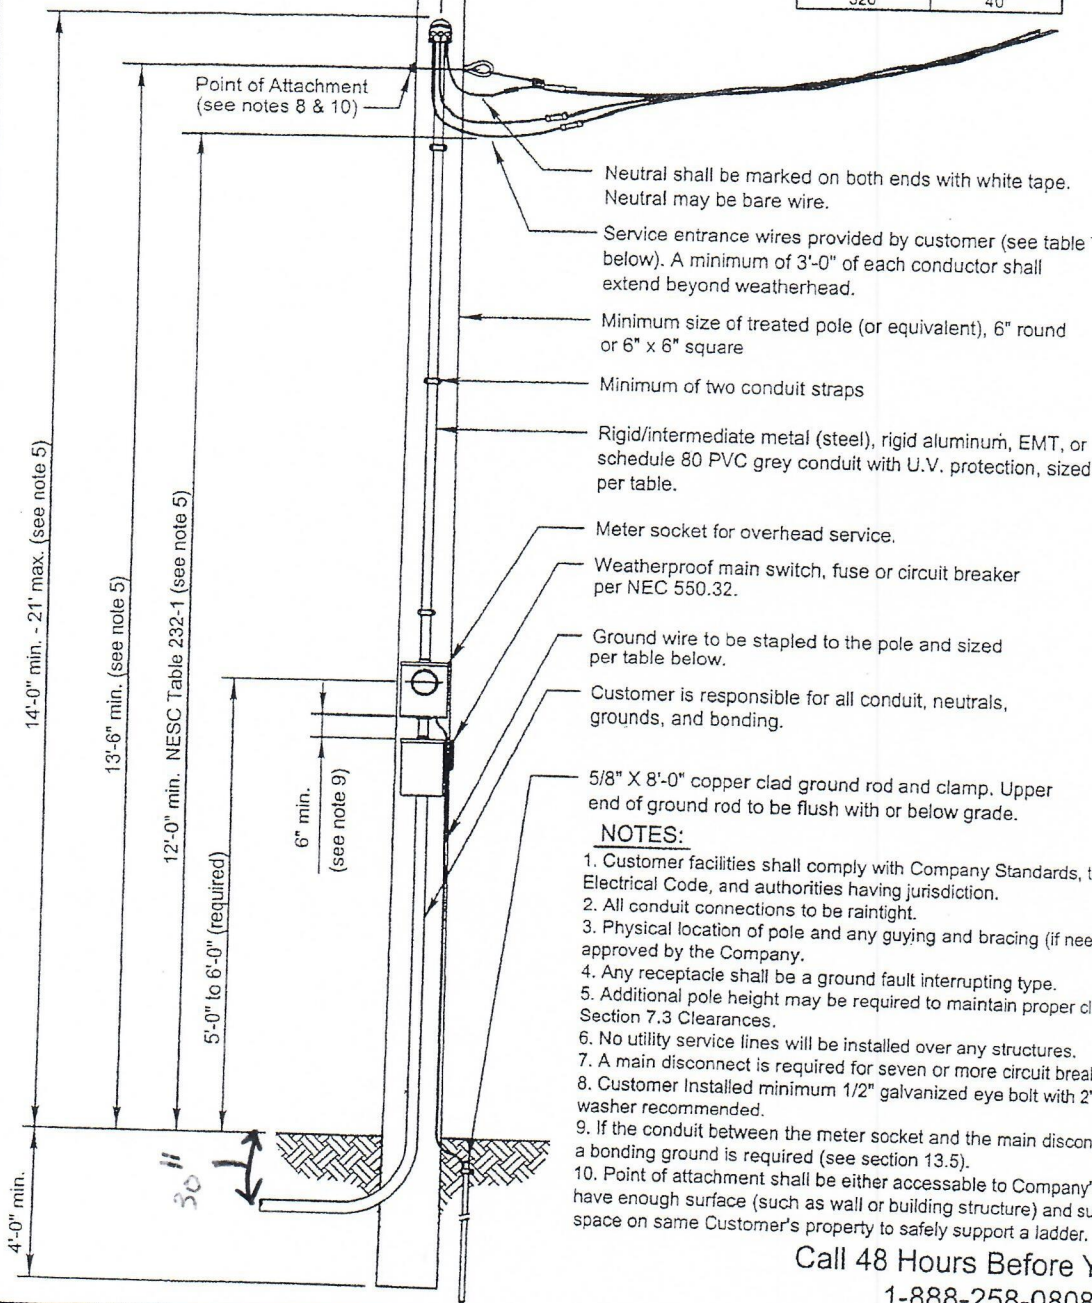 320 40
Point of Attachment
(see notes 8 & 10)
Neutral shall be marked on both ends with white tape.
Neutral may be bare wire.
Service entrance wires provided by customer (see table
below). A minimum of 3'-0" of each conductor shall
extend beyond weatherhead.
Minimum size of treated pole (or equivalent), 6" round
or 6" x 6" square
Minimum of two conduit straps
Rigid/intermediate metal (steel), rigid aluminum, EMT, or
schedule 80 PVC grey conduit with U.V. protection, sized
per table.
Meter socket for overhead service.
Weatherproof main switch, fuse or circuit breaker
per NEC 550.32.
Ground wire to be stapled to the pole and sized
per table below.
Customer is responsible for all conduit, neutrals,
grounds, and bonding.
5/8" X 8'-0" copper clad ground rod and clamp. Upper
end of ground rod to be flush with or below grade.
14'-0" min. - 21' max. (see note 5)
13'-6" min. (see note 5)
12'-0" min. NESC Table 232-1 (see note 5)
5'-0" to 6'-0" (required)
6" min.
(see note 9)
30"
4'-0" min.
NOTES:
1. Customer facilities shall comply with Company Standards,
Electrical Code, and authorities having jurisdiction.
2. All conduit connections to be raintight.
3. Physical location of pole and any guying and bracing (if
approved by the Company.
4. Any receptacle shall be a ground fault interrupting type.
5. Additional pole height may be required to maintain proper
Section 7.3 Clearances.
6. No utility service lines will be installed over any structures.
7. A main disconnect is required for seven or more circuit
8. Customer Installed minimum 1/2" galvanized eye bolt with
washer recommended.
9. If the conduit between the meter socket and the main
a bonding ground is required (see section 13.5).
10. Point of attachment shall be either accessable to
have enough surface (such as wall or building structure) and
space on same Customer's property to safely support a ladder.
Call 48 Hours Before
1-888-258-0808